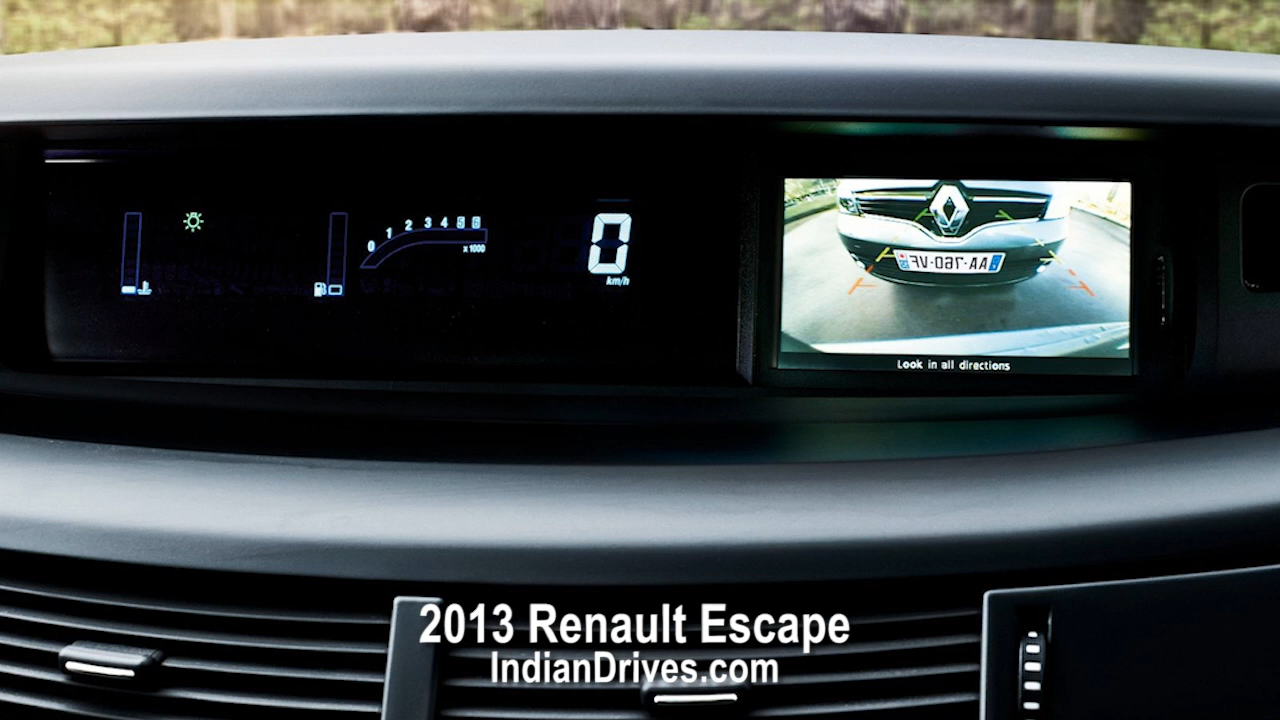 0 1 2 3 4 5 6
x 1000
0
km/h
AA-760-VF
Look in all directions
2013 Renault Escape
IndianDrives.com